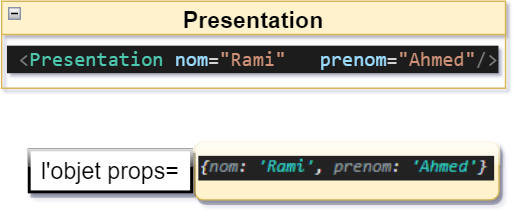 Presentation
<Presentation nom="Rami" prenom="Ahmed"/>
l'objet props=
{nom: 'Rami', prenom: 'Ahmed'}